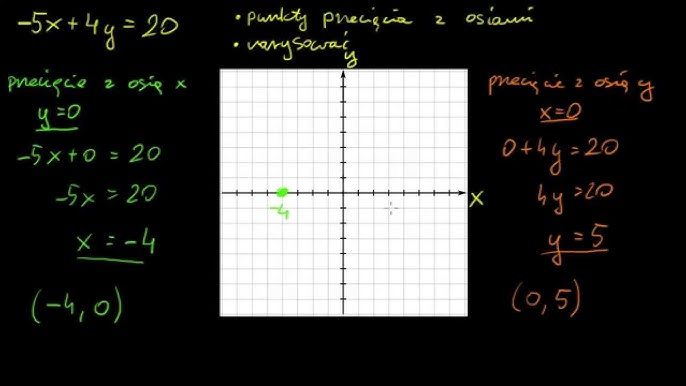 -5x + 4y = 20
• punkty przecięcia z osiami
• narysować
przecięcie z osią x
y=0
-5x+0 = 20
-5x = 20
x = -4
(-4, 0)
y
x
-4
przecięcie z osią y
x=0
0+4y=20
4y=20
y = 5
(0, 5)